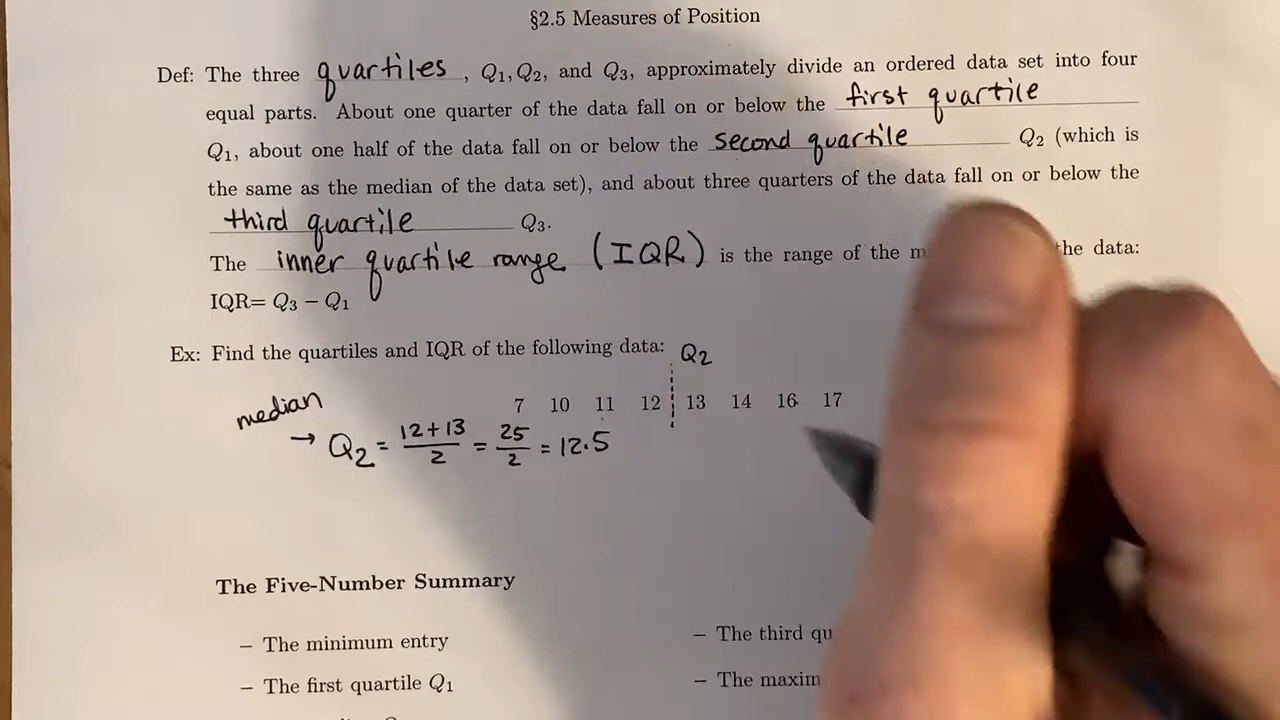 §2.5 Measures of Position
Def: The three quartiles, Q1, Q2, and Q3, approximately divide an ordered data set into four
equal parts. About one quarter of the data fall on or below the first quartile
Q1, about one half of the data fall on or below the second quartile Q2 (which is
the same as the median of the data set), and about three quarters of the data fall on or below the
third quartile Q3.
The inner quartile range (IQR) is the range of the the data:
IQR= Q3 − Q1
Ex: Find the quartiles and IQR of the following data: Q2
7 10 11 12 13 14 16 17
median
→ Q2 = 12+13/2 = 25/2 = 12.5
The Five-Number Summary
– The minimum entry
– The first quartile Q1
– The third
– The